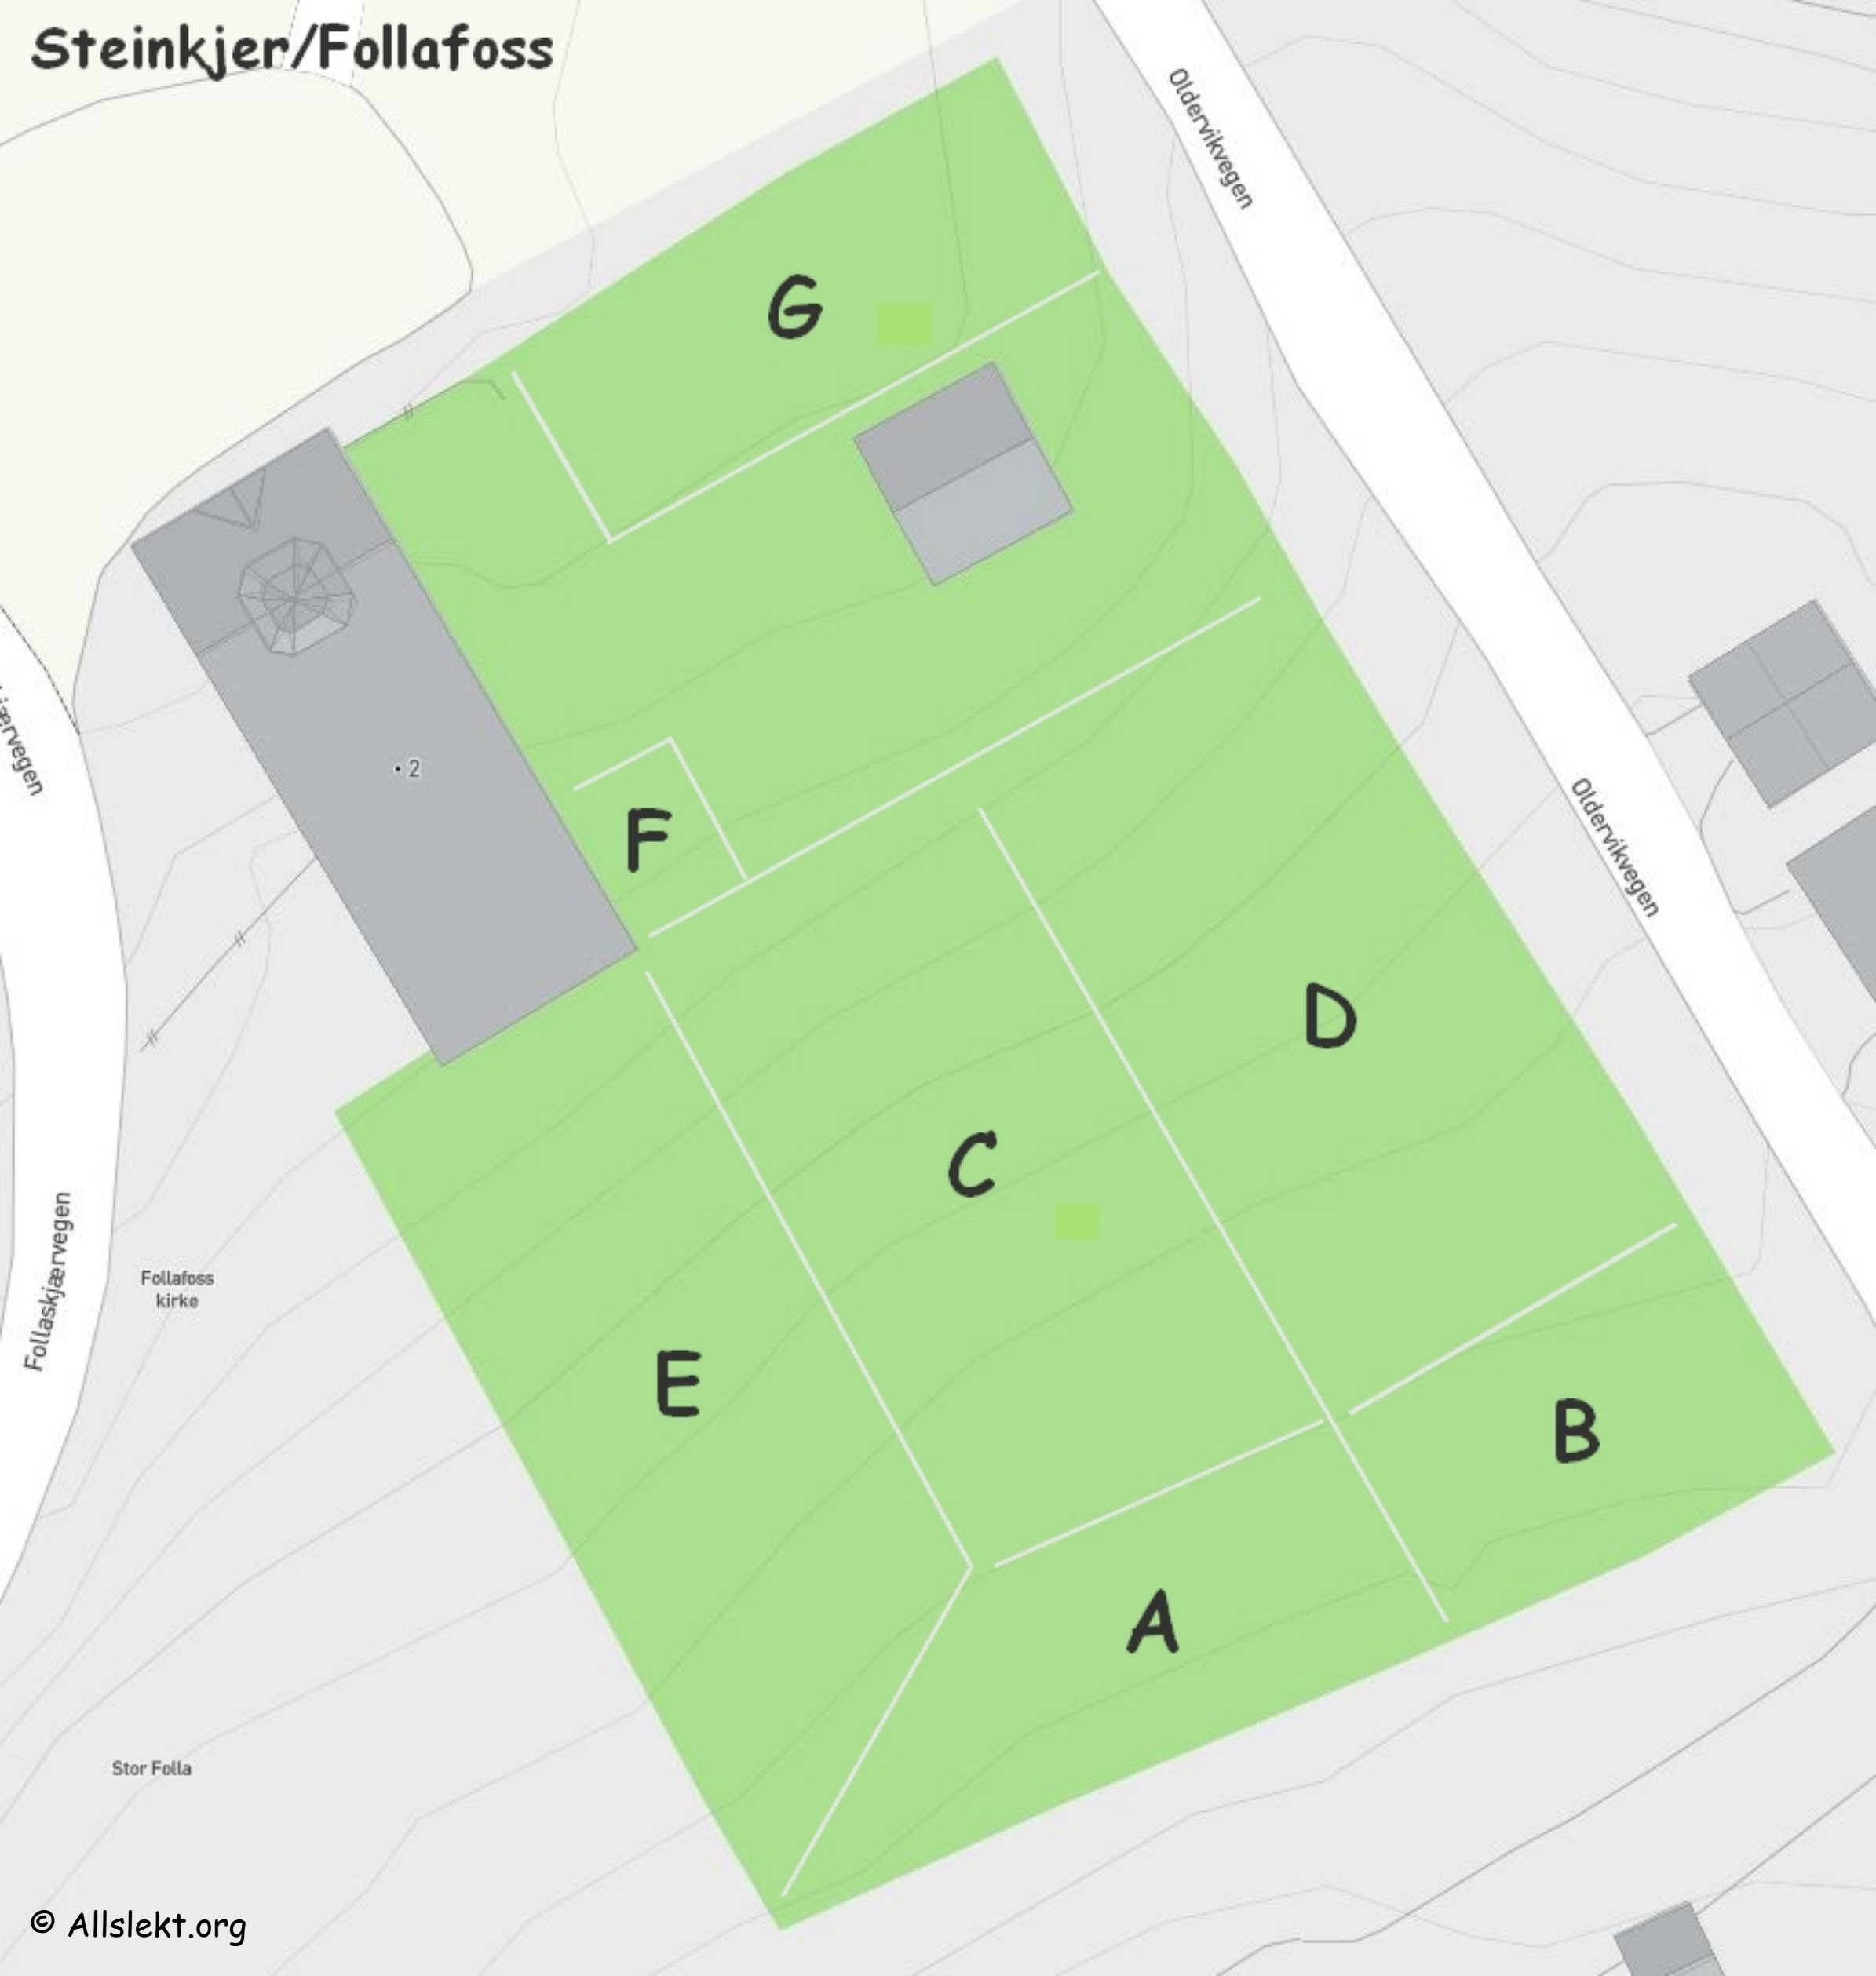 Steinkjer/Follafoss
Oldervikvegen
G
• 2
F
Oldervikvegen
D
C
Follafoss
kirke
Follaskjærvegen
E
B
A
Stor Folla
© Allslekt.org